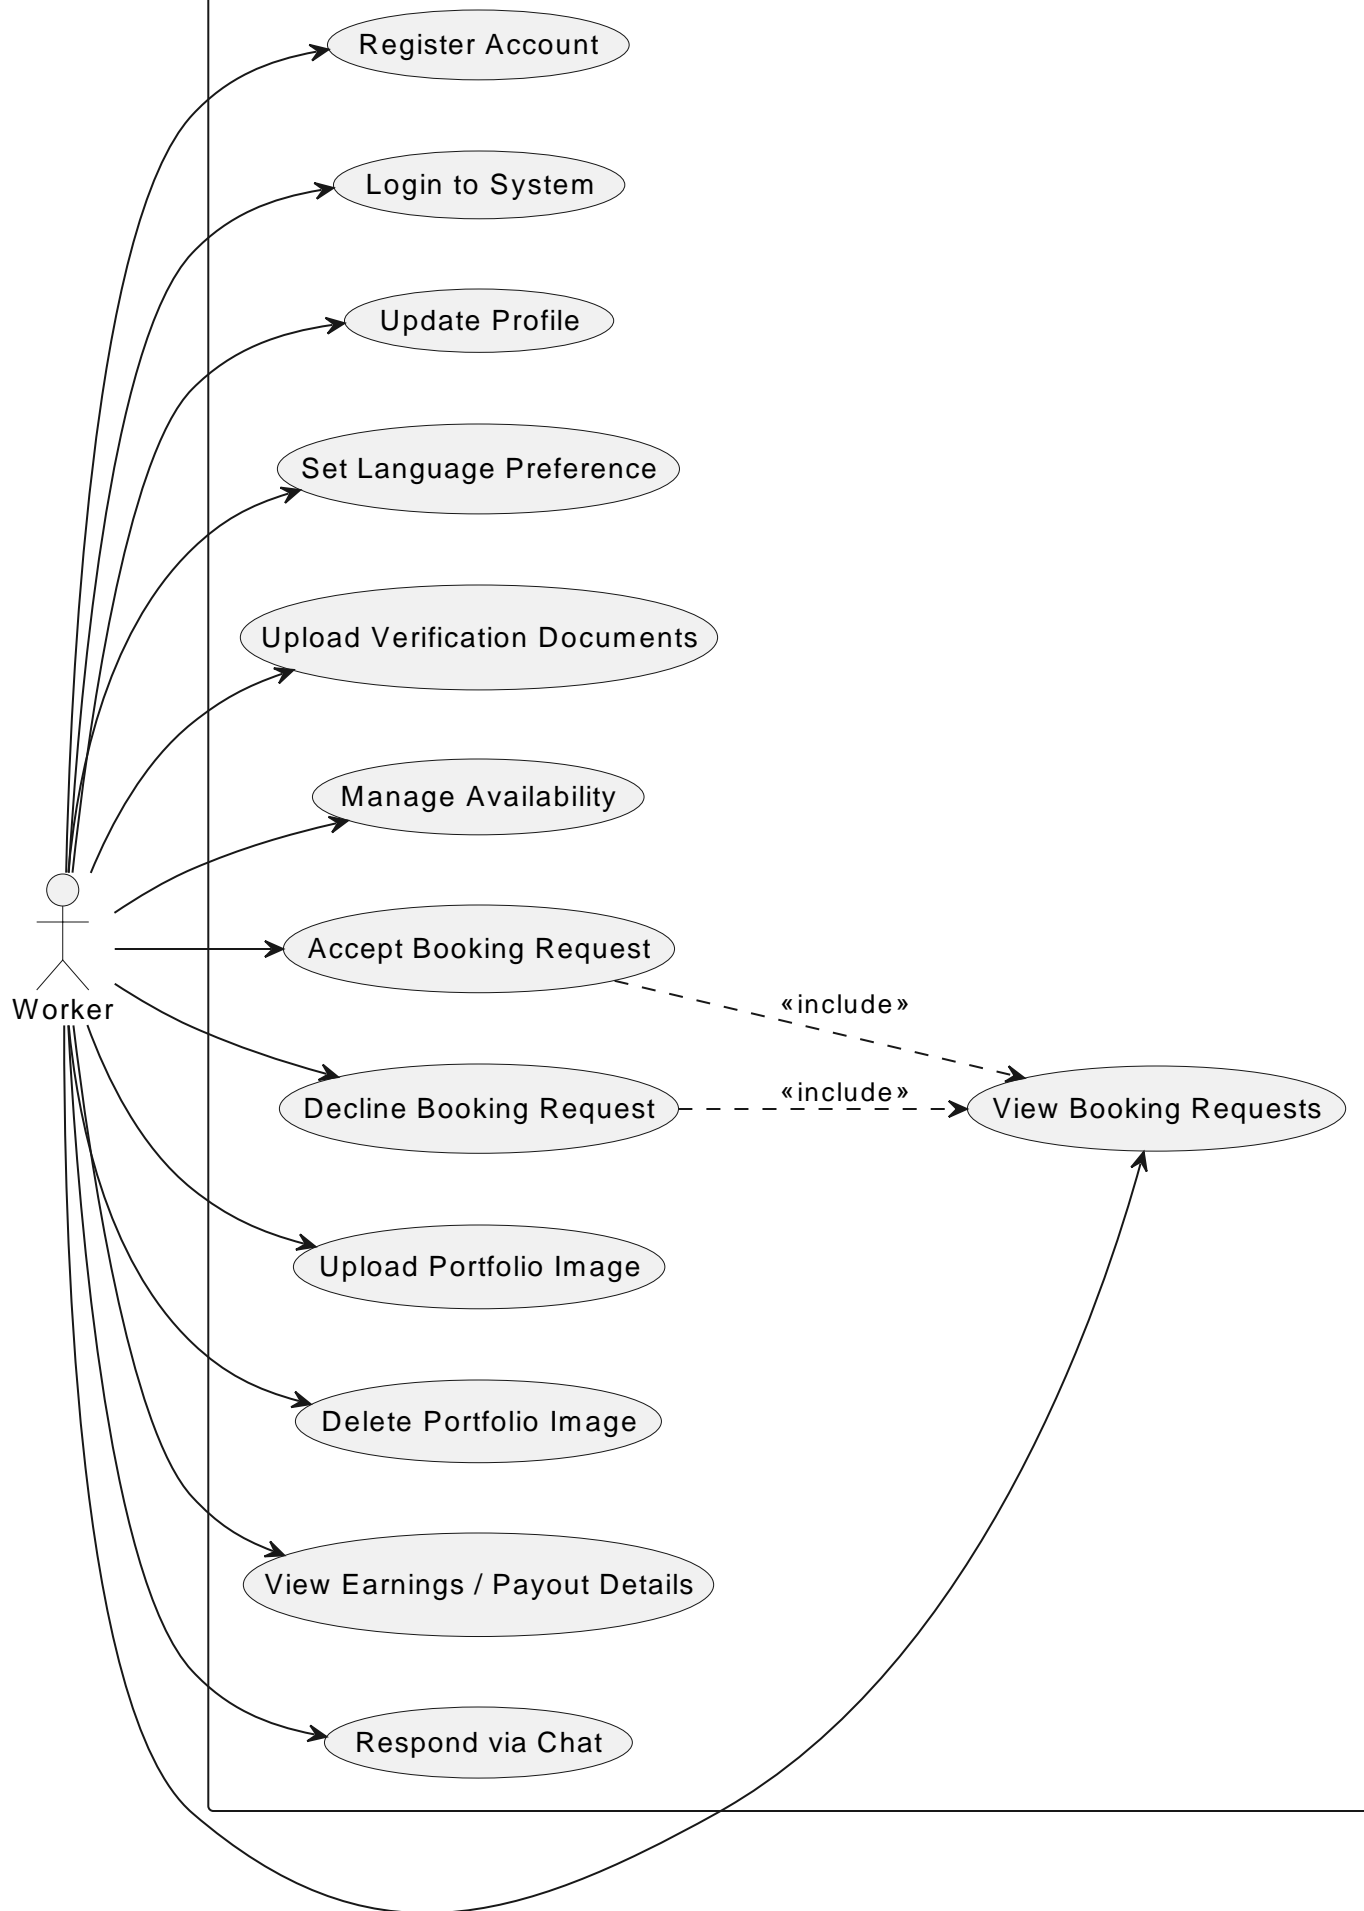 Register Account
Login to System
Update Profile
Set Language Preference
Upload Verification Documents
Manage Availability
Accept Booking Request
«include»
Worker
Decline Booking Request
«include»
View Booking Requests
Upload Portfolio Image
Delete Portfolio Image
View Earnings / Payout Details
Respond via Chat